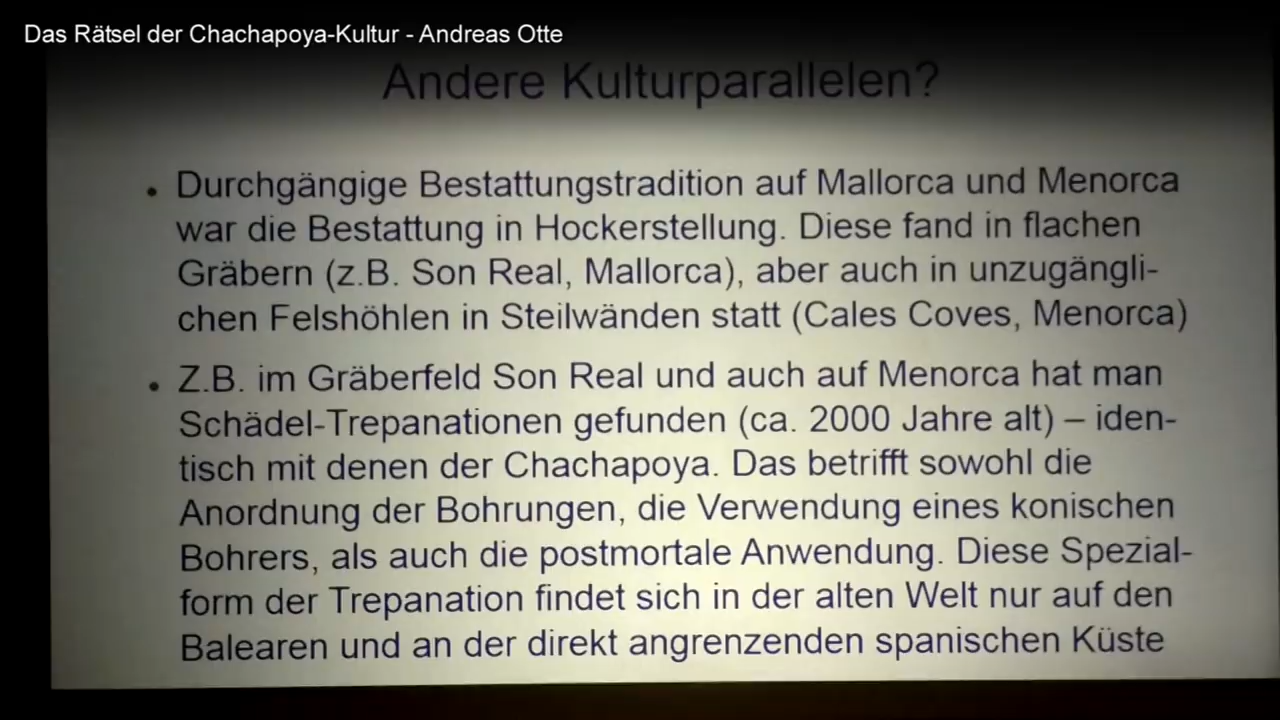 Das Rätsel der Chachapoya-Kultur - Andreas Otte
Andere Kulturparallelen?
• Durchgängige Bestattungstradition auf Mallorca und Menorca
war die Bestattung in Hockerstellung. Diese fand in flachen
Gräbern (z.B. Son Real, Mallorca), aber auch in unzugängli-
chen Felshöhlen in Steilwänden statt (Cales Coves, Menorca)
• Z.B. im Gräberfeld Son Real und auch auf Menorca hat man
Schädel-Trepanationen gefunden (ca. 2000 Jahre alt) – iden-
tisch mit denen der Chachapoya. Das betrifft sowohl die
Anordnung der Bohrungen, die Verwendung eines konischen
Bohrers, als auch die postmortale Anwendung. Diese Spezial-
form der Trepanation findet sich in der alten Welt nur auf den
Balearen und an der direkt angrenzenden spanischen Küste